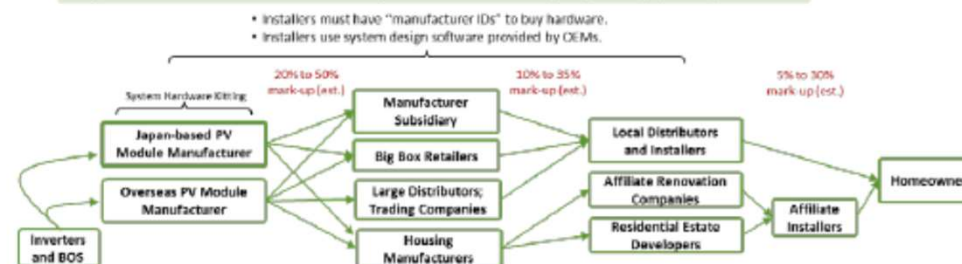 • Installers must have "manufacturer IDs" to buy hardware.
• Installers use system design software provided by OEMs.
20% to 50%
mark-up (est.)
10% to 35%
mark-up (est.)
5% to 30%
mark-up (est.)
System Hardware Kitting
Japan-based PV
Module Manufacturer
Overseas PV Module
Manufacturer
Inverters
and BOS
Manufacturer
Subsidiary
Big Box Retailers
Large Distributors;
Trading Companies
Housing
Manufacturers
Local Distributors
and Installers
Affiliate Renovation
Companies
Residential Estate
Developers
Affiliate
Installers
Homeowne